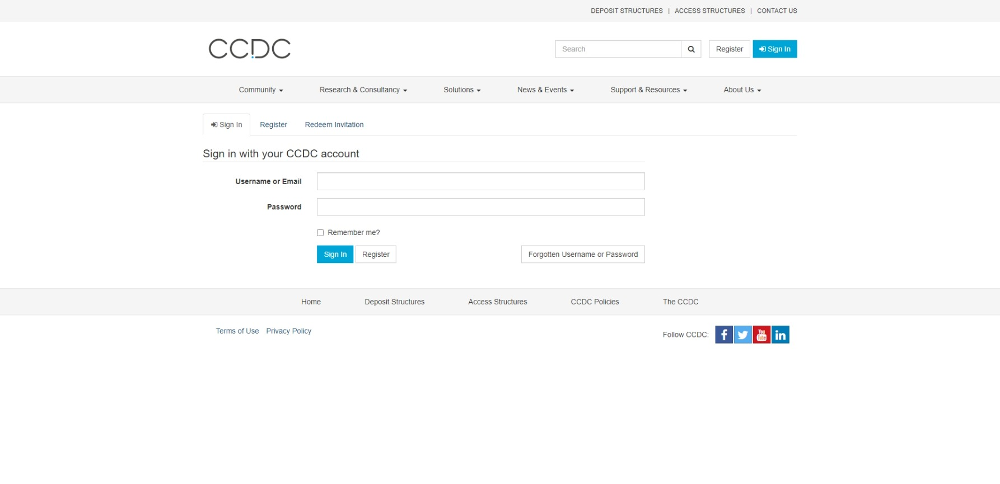 DEPOSIT STRUCTURES | ACCESS STRUCTURES | CONTACT US
CCDC
Search
Register
Sign In
Community
Research & Consultancy
Solutions
News & Events
Support & Resources
About Us
Sign In
Register
Redeem Invitation
Sign in with your CCDC account
Username or Email
Password
Remember me?
Sign In
Register
Forgotten Username or Password
Home
Deposit Structures
Access Structures
CCDC Policies
The CCDC
Terms of Use
Privacy Policy
Follow CCDC:
f
You Tube
in